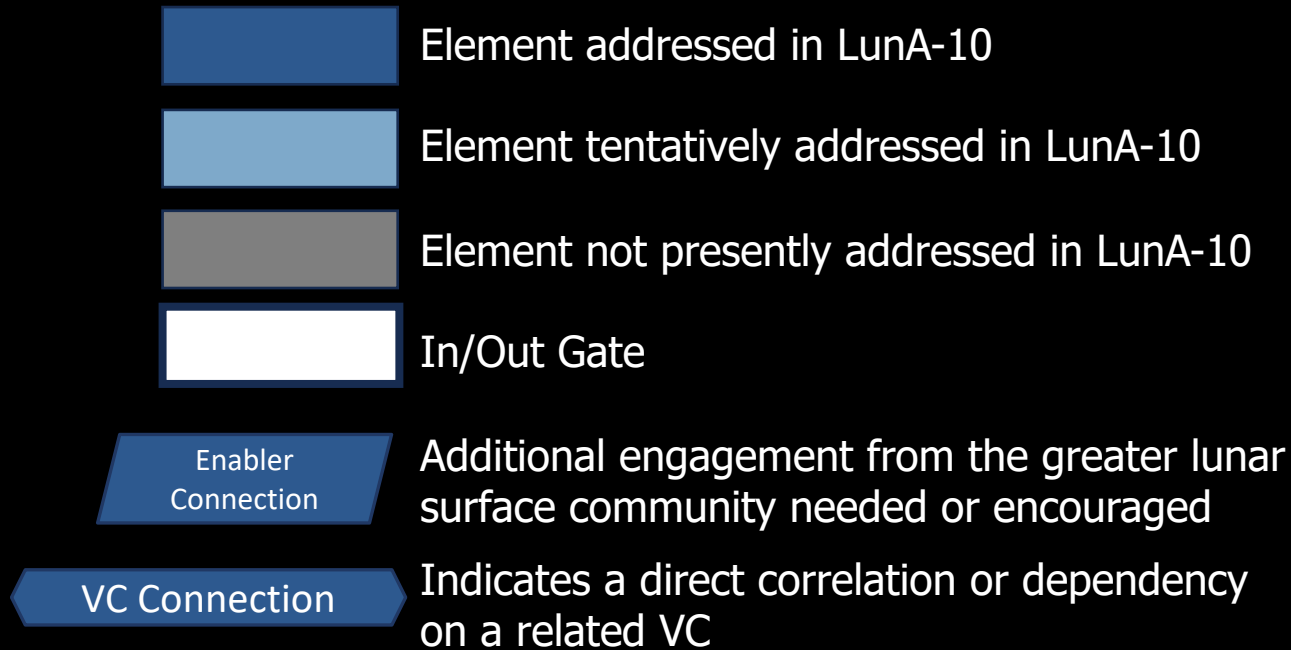 Element addressed in LunA-10
Element tentatively addressed in LunA-10
Element not presently addressed in LunA-10
In/Out Gate
Enabler
Connection
Additional engagement from the greater lunar
surface community needed or encouraged
VC Connection
Indicates a direct correlation or dependency
on a related VC